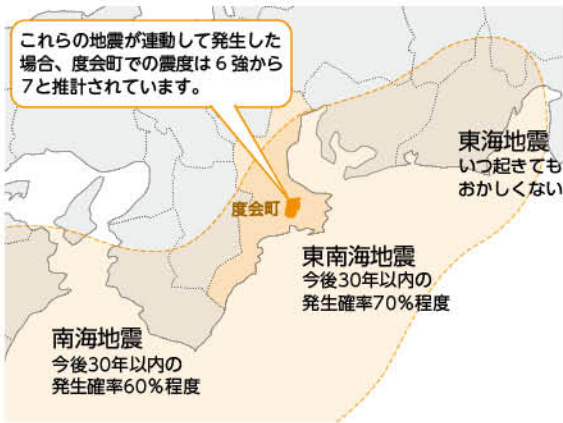 これらの地震が連動して発生した
場合、度会町での震度は6強から
7と推計されています。
東海地震
いつ起きても
おかしくない
度会町
東南海地震
今後30年以内の
発生確率70%程度
南海地震
今後30年以内の
発生確率60%程度